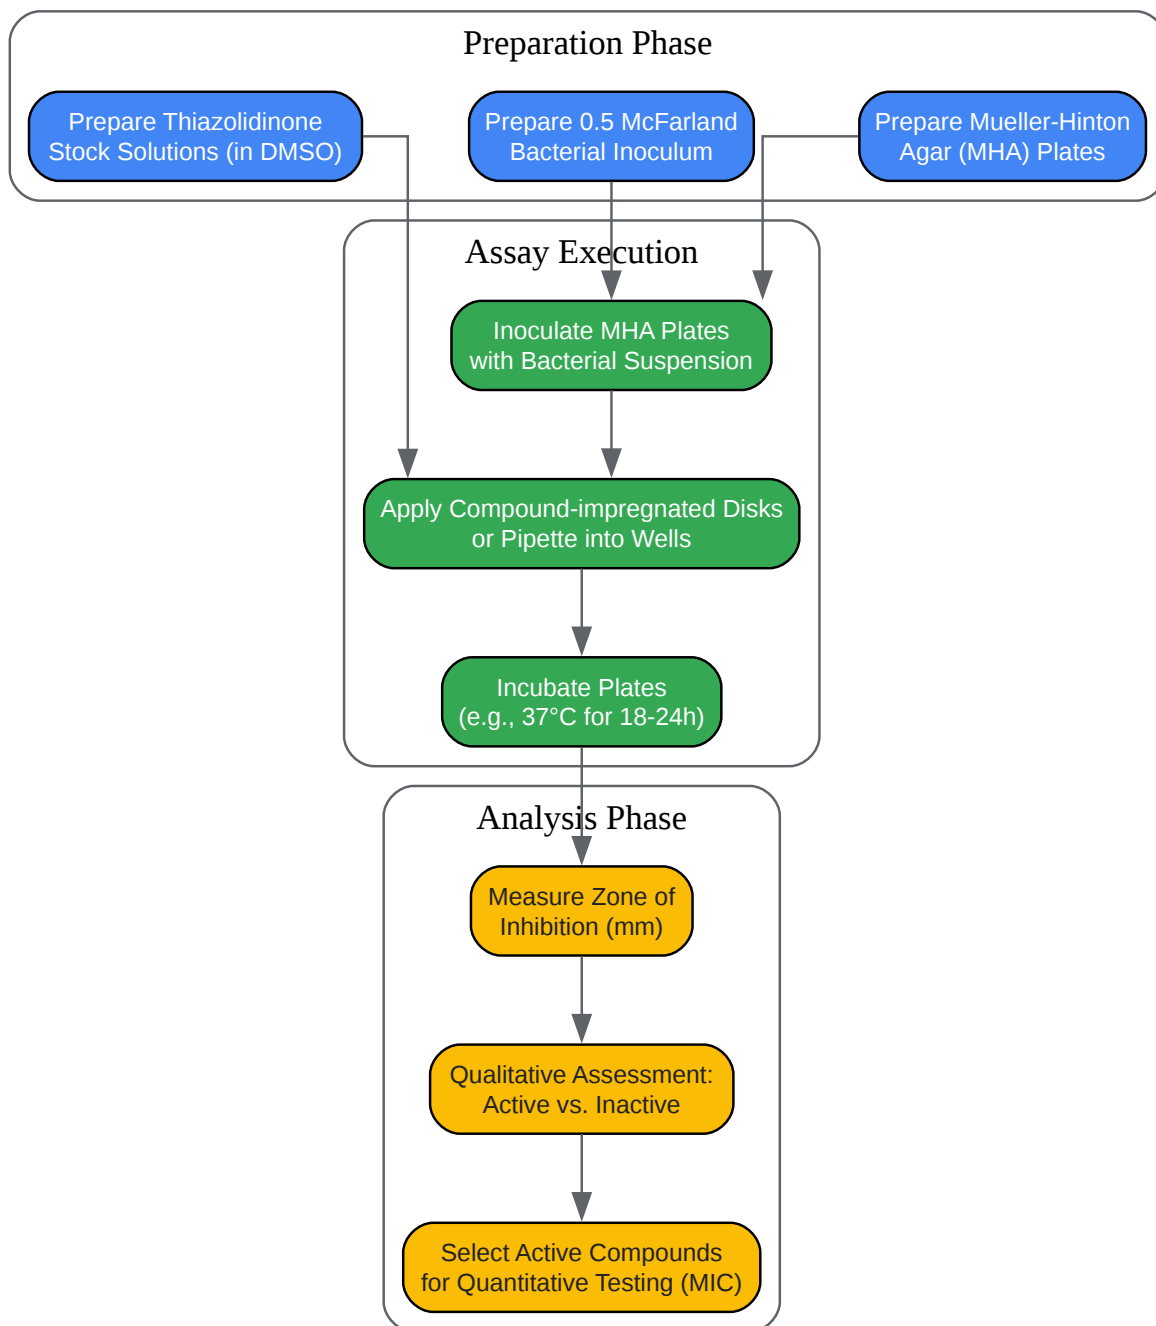 Preparation Phase
Prepare Thiazolidinone
Stock Solutions (in DMSO)
Prepare 0.5 McFarland
Bacterial Inoculum
Prepare Mueller-Hinton
Agar (MHA) Plates
Assay Execution
Inoculate MHA Plates
with Bacterial Suspension
Apply Compound-impregnated Disks
or Pipette into Wells
Incubate Plates
(e.g., 37°C for 18-24h)
Analysis Phase
Measure Zone of
Inhibition (mm)
Qualitative Assessment:
Active vs. Inactive
Select Active Compounds
for Quantitative Testing (MIC)